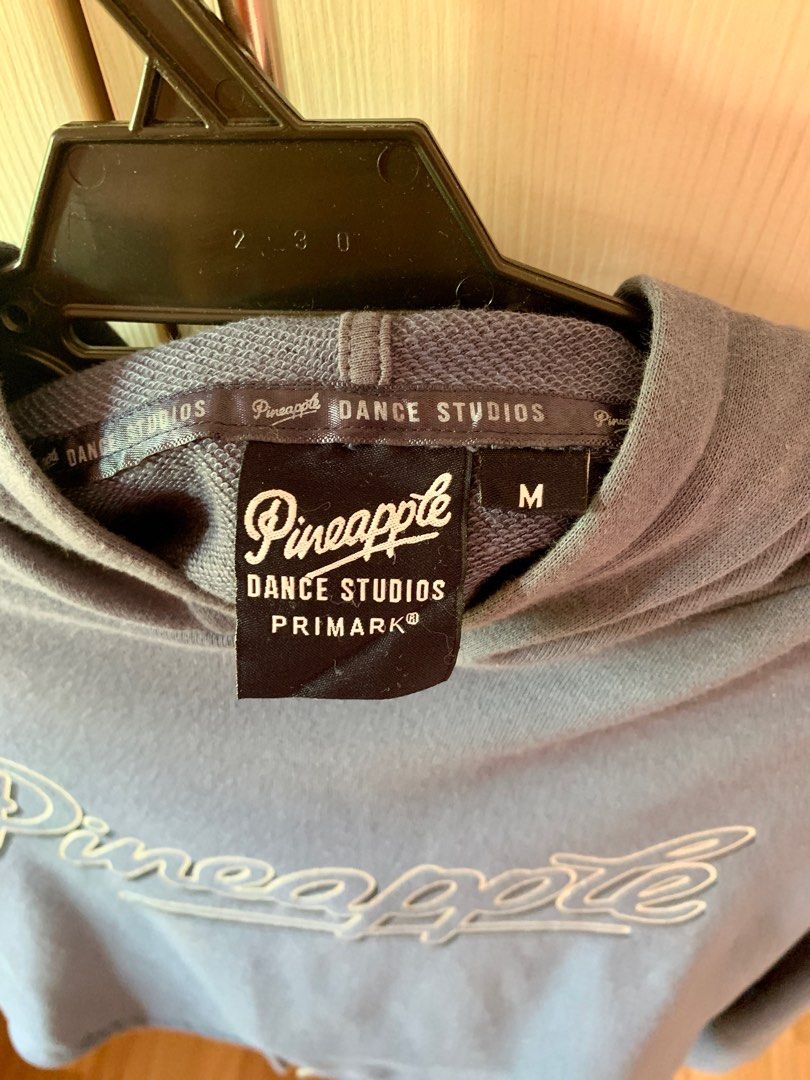 2 3 0
DANCE STUDIOS Pineapple DANCE STUDIOS
Pineapple
DANCE STUDIOS
PRIMARK®
M
Pineapple